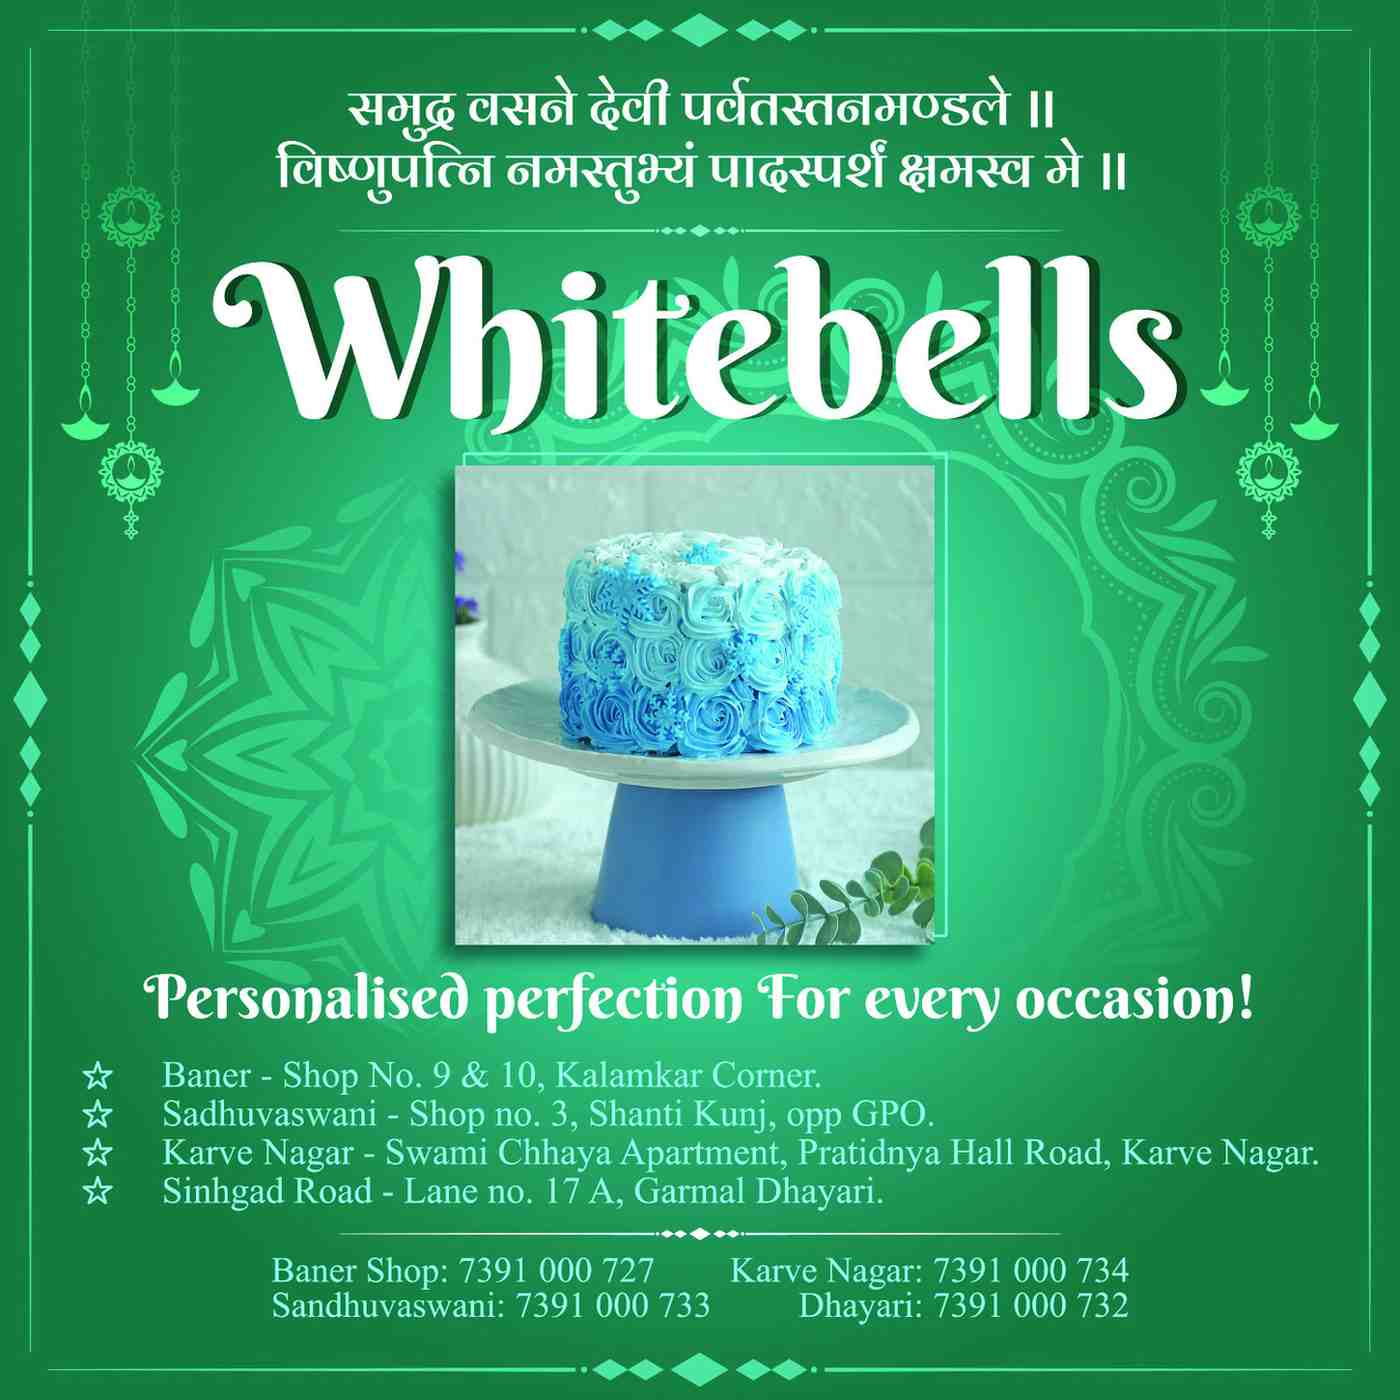 समुद्र वसने देवी पर्वतस्तनमण्डले ॥
विष्णुपत्नि नमस्तुभ्यं पादस्पर्शं क्षमस्व मे ॥
Whitebells
Personalised perfection For every occasion!
☆ Baner - Shop No. 9 & 10, Kalamkar Corner.
☆ Sadhuvaswani - Shop no. 3, Shanti Kunj, opp GPO.
☆ Karve Nagar - Swami Chhaya Apartment, Pratidnya Hall Road, Karve Nagar.
☆ Sinhgad Road - Lane no. 17 A, Garmal Dhayari.
Baner Shop: 7391 000 727 Karve Nagar: 7391 000 734
Sandhuvaswani: 7391 000 733 Dhayari: 7391 000 732